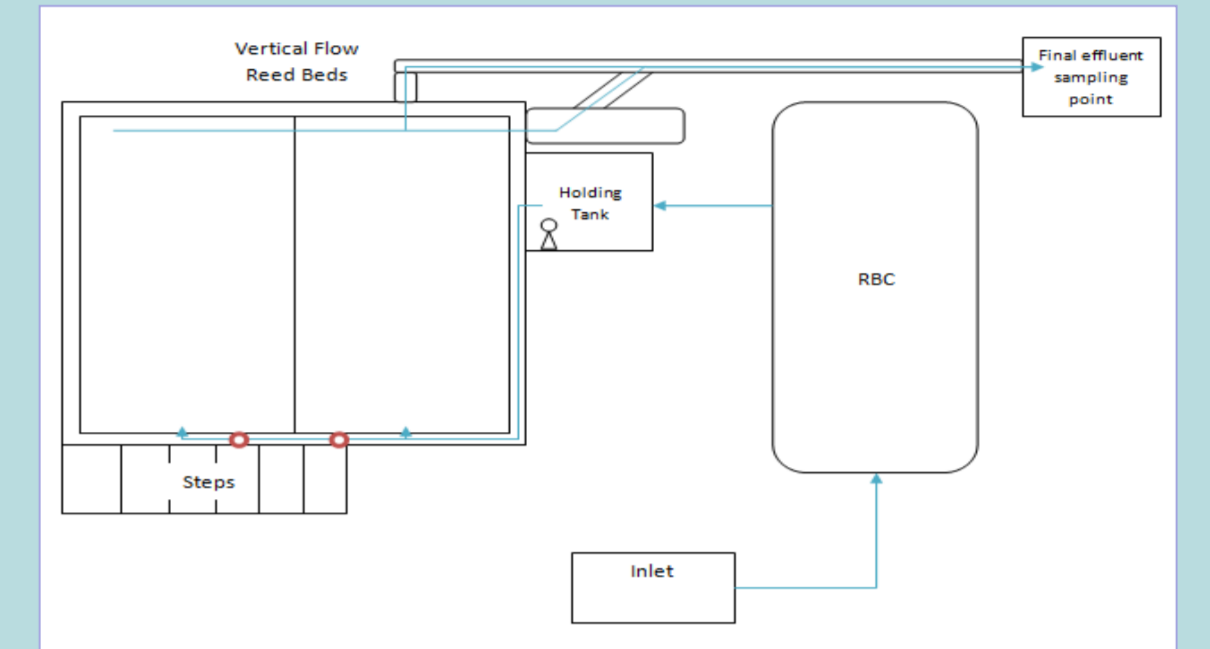 Vertical Flow
Reed Beds
Final effluent
sampling
point
Holding
Tank
RBC
Steps
Inlet